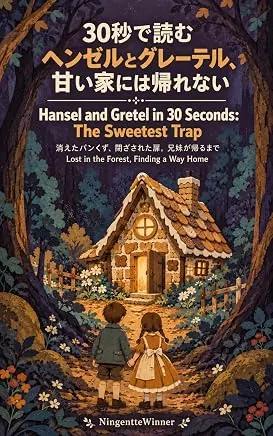 30秒で読む
ヘンゼルとグレーテル、
甘い家には帰れない
Hansel and Gretel in 30 Seconds:
The Sweetest Trap
消えたパンくず、閉ざされた扉。兄妹が帰るまで
Lost in the Forest, Finding a Way Home
NingentteWinner